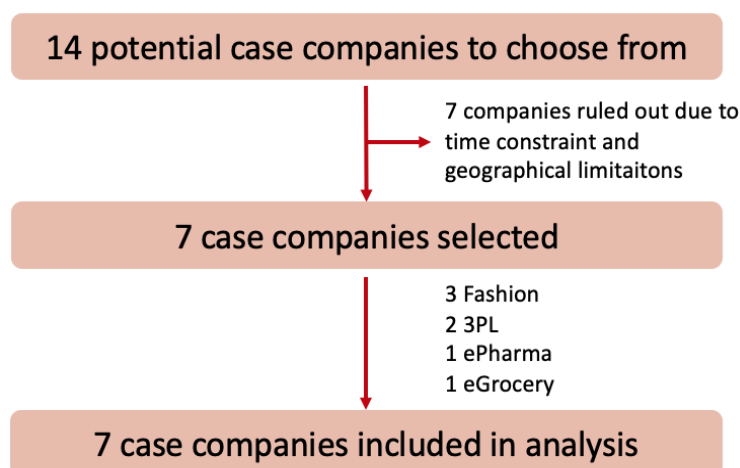 14 potential case companies to choose from
7 companies ruled out due to
time constraint and
geographical limitaitons
7 case companies selected
3 Fashion
2 3PL
1 ePharma
1 eGrocery
7 case companies included in analysis